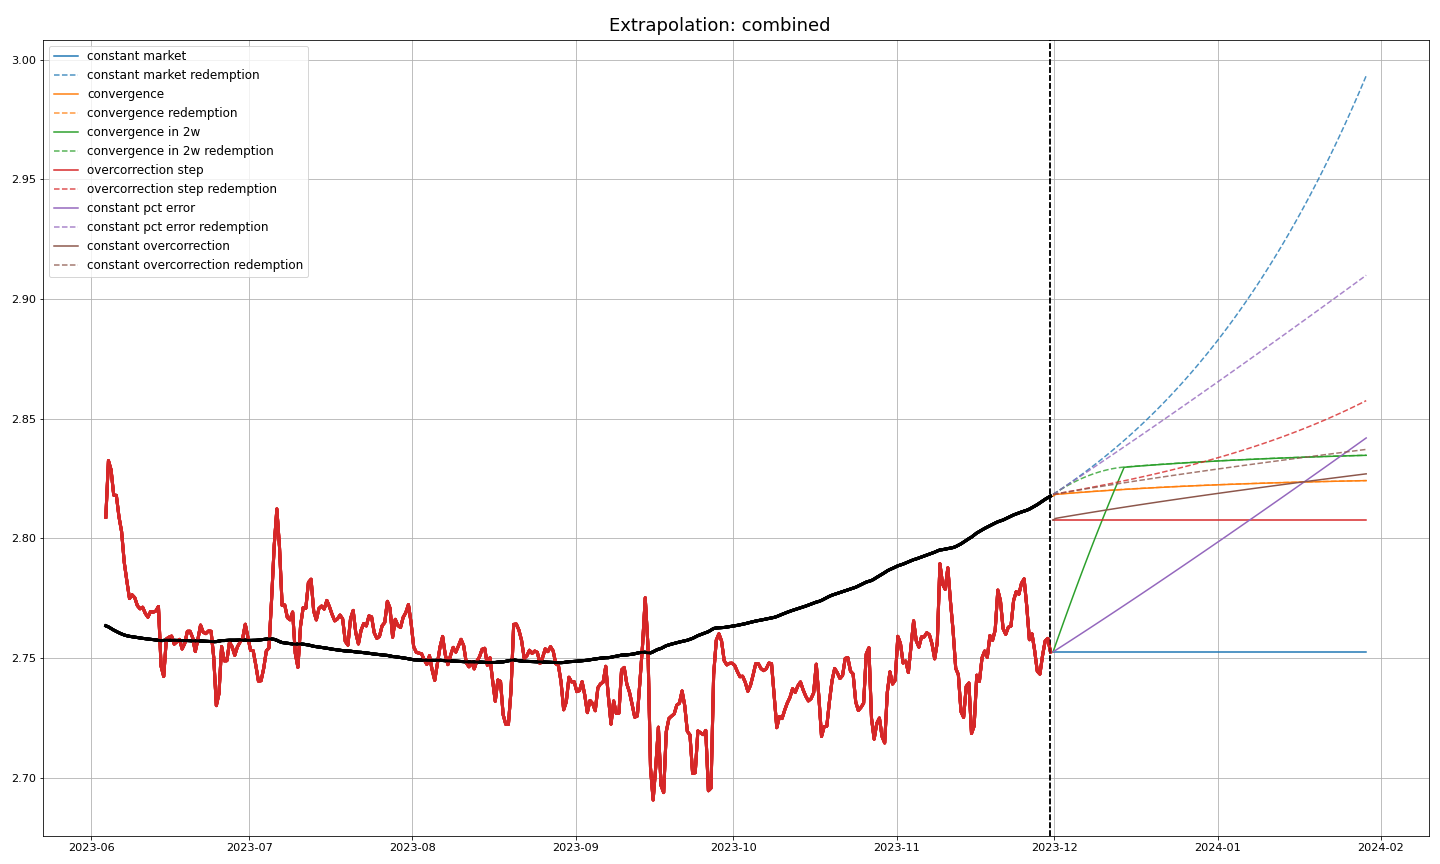 Extrapolation: combined
constant market
constant market redemption
convergence
convergence redemption
convergence in 2w
convergence in 2w redemption
overcorrection step
overcorrection step redemption
constant pct error
constant pct error redemption
constant overcorrection
constant overcorrection redemption
3.00
2.95
2.90
2.85
2.80
2.75
2.70
2023-06 2023-07 2023-08 2023-09 2023-10 2023-11 2023-12 2024-01 2024-02